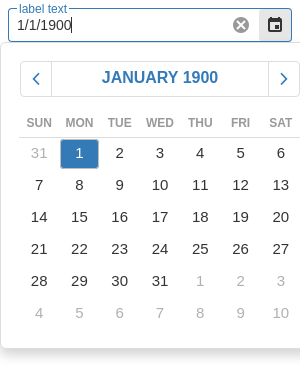 label text
1/1/1900
JANUARY 1900
SUN MON TUE WED THU FRI SAT
31 1 2 3 4 5 6
7 8 9 10 11 12 13
14 15 16 17 18 19 20
21 22 23 24 25 26 27
28 29 30 31 1 2 3
4 5 6 7 8 9 10